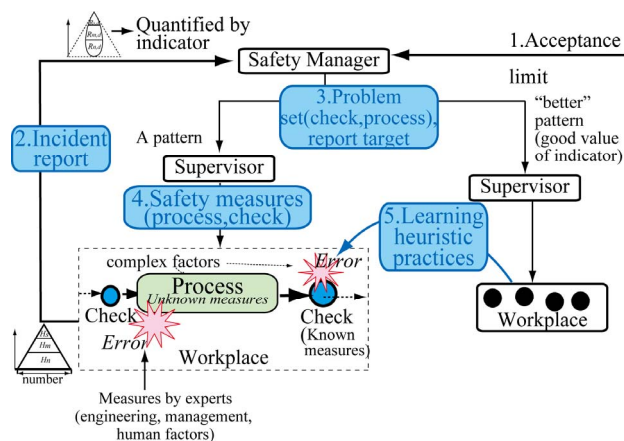 Quantified by
indicator
1.Acceptance
limit
Safety Manager
2.Incident
report
3.Problem
set(check,process),
report target
A pattern
"better"
pattern
(good value
of indicator)
Supervisor
Supervisor
4.Safety measures
(process,check)
5.Learning
heuristic
practices
complex factors
Error
Process
Unknown measures
Check
Error
Check
(Known
measures)
Workplace
Workplace
Hm
Hn
number
Measures by experts
(engineering, management,
human factors)